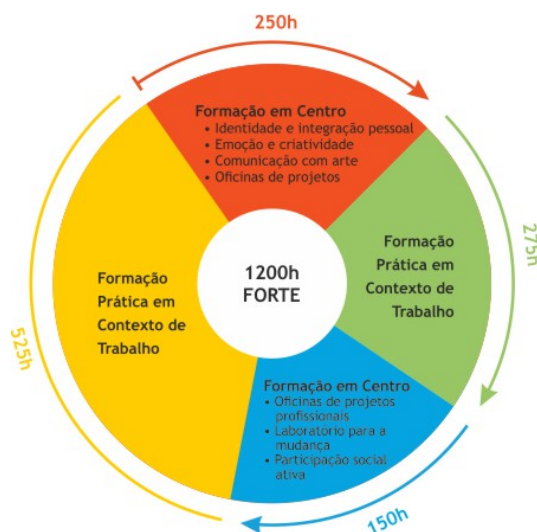 250h
Formação em Centro
• Identidade e integração pessoal
• Emoção e criatividade
• Comunicação com arte
• Oficinas de projetos
275h
Formação
Prática em
Contexto de
Trabalho
1200h
FORTE
Formação
Prática em
Contexto de
Trabalho
525h
Formação em Centro
• Oficinas de projetos
profissionais
• Laboratório para a
mudança
• Participação social
ativa
150h